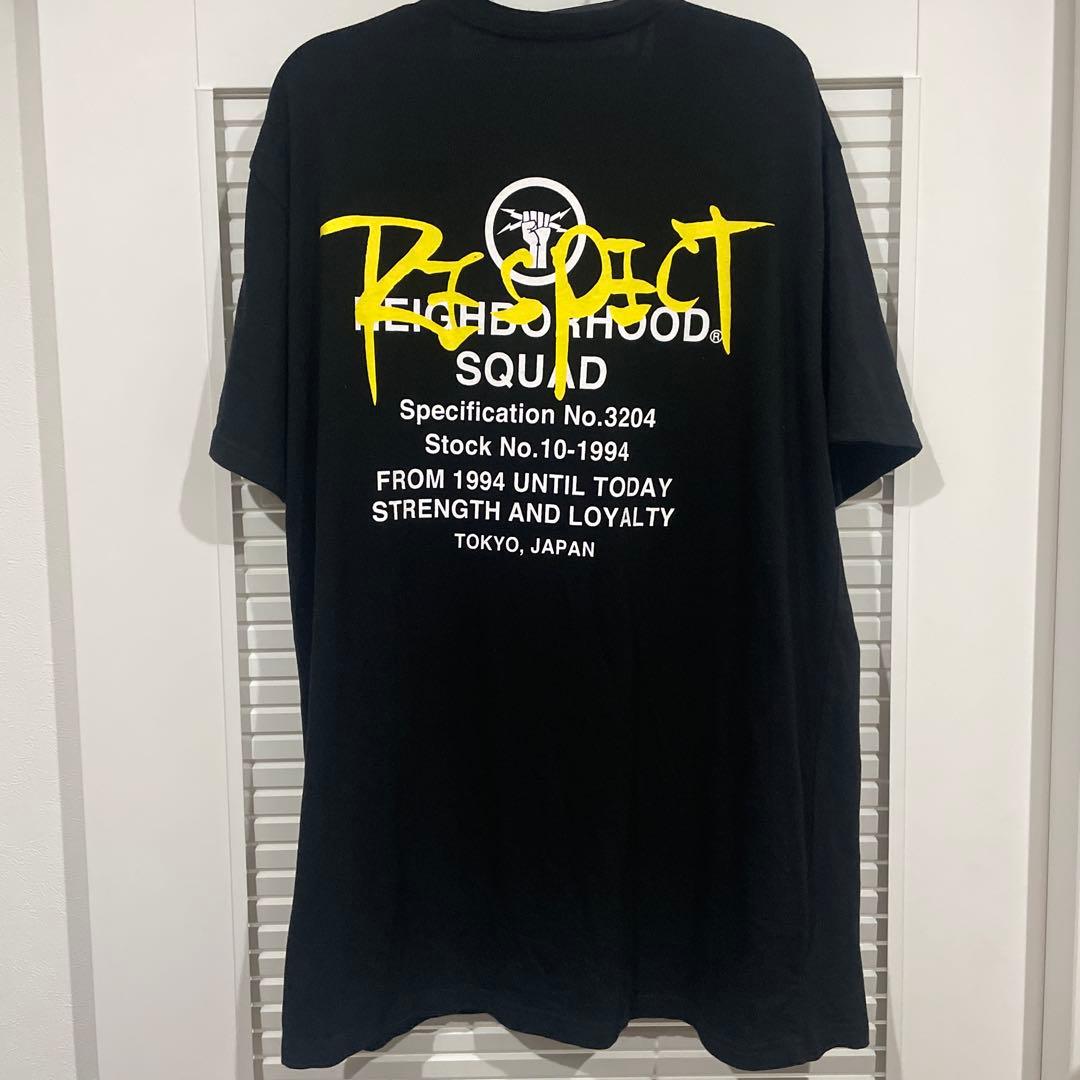 RESPECT
NEIGHBORHOOD®
SQUAD
Specification No.3204
Stock No.10-1994
FROM 1994 UNTIL TODAY
STRENGTH AND LOYALTY
TOKYO, JAPAN